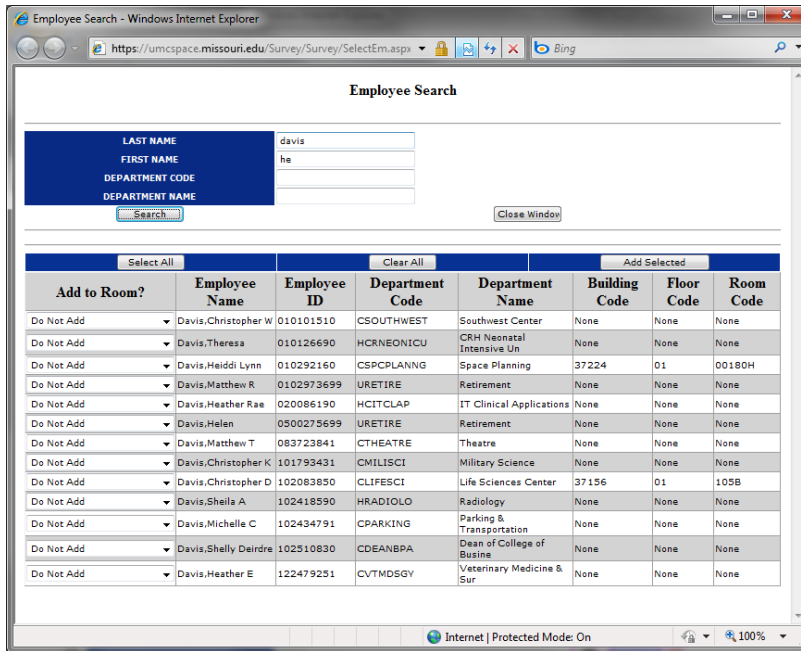 Employee Search - Windows Internet Explorer
https://umcspace.missouri.edu/Survey/Survey/SelectEm.aspx
Bing
Employee Search
LAST NAME davis
FIRST NAME he
DEPARTMENT CODE
DEPARTMENT NAME
Search Close Window
Select All Clear All Add Selected
Add to Room? Employee Name Employee ID Department Code Department Name Building Code Floor Code Room Code
Do Not Add Davis,Christopher W 010101510 CSOUTHWEST Southwest Center None None None
Do Not Add Davis,Theresa 010126690 HCRNEONICU CRH Neonatal Intensive Un None None None
Do Not Add Davis,Heiddi Lynn 010292160 CSPCPLANNG Space Planning 37224 01 00180H
Do Not Add Davis,Matthew R 0102973699 URETIRE Retirement None None None
Do Not Add Davis,Heather Rae 020086190 HCITCLAP IT Clinical Applications None None None
Do Not Add Davis,Helen 0500275699 URETIRE Retirement None None None
Do Not Add Davis,Matthew T 083723841 CTHEATRE Theatre None None None
Do Not Add Davis,Christopher K 101793431 CMILISCI Military Science None None None
Do Not Add Davis,Christopher D 102083850 CLIFESCI Life Sciences Center 37156 01 105B
Do Not Add Davis,Sheila A 102418590 HRADIOLO Radiology None None None
Do Not Add Davis,Michelle C 102434791 CPARKING Parking & Transportation None None None
Do Not Add Davis,Shelly Deirdre 102510830 CDEANBPA Dean of College of Busine None None None
Do Not Add Davis,Heather E 122479251 CVTMDSGY Veterinary Medicine & Sur None None None
Internet | Protected Mode: On 100%